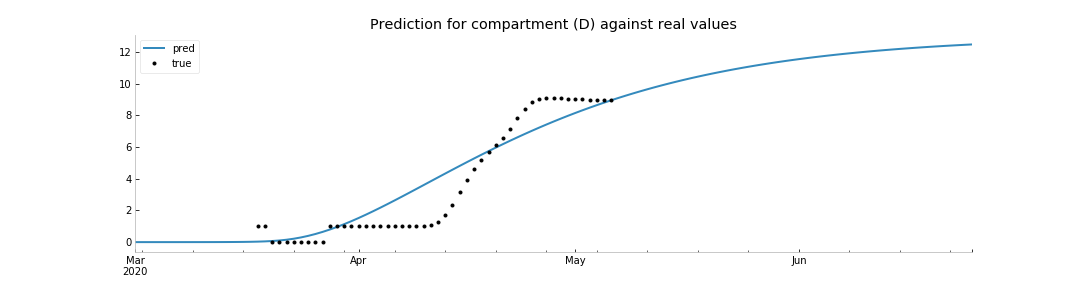 Prediction for compartment (D) against real values
pred
true
12
10
8
6
4
2
0
Mar
2020
Apr
May
Jun